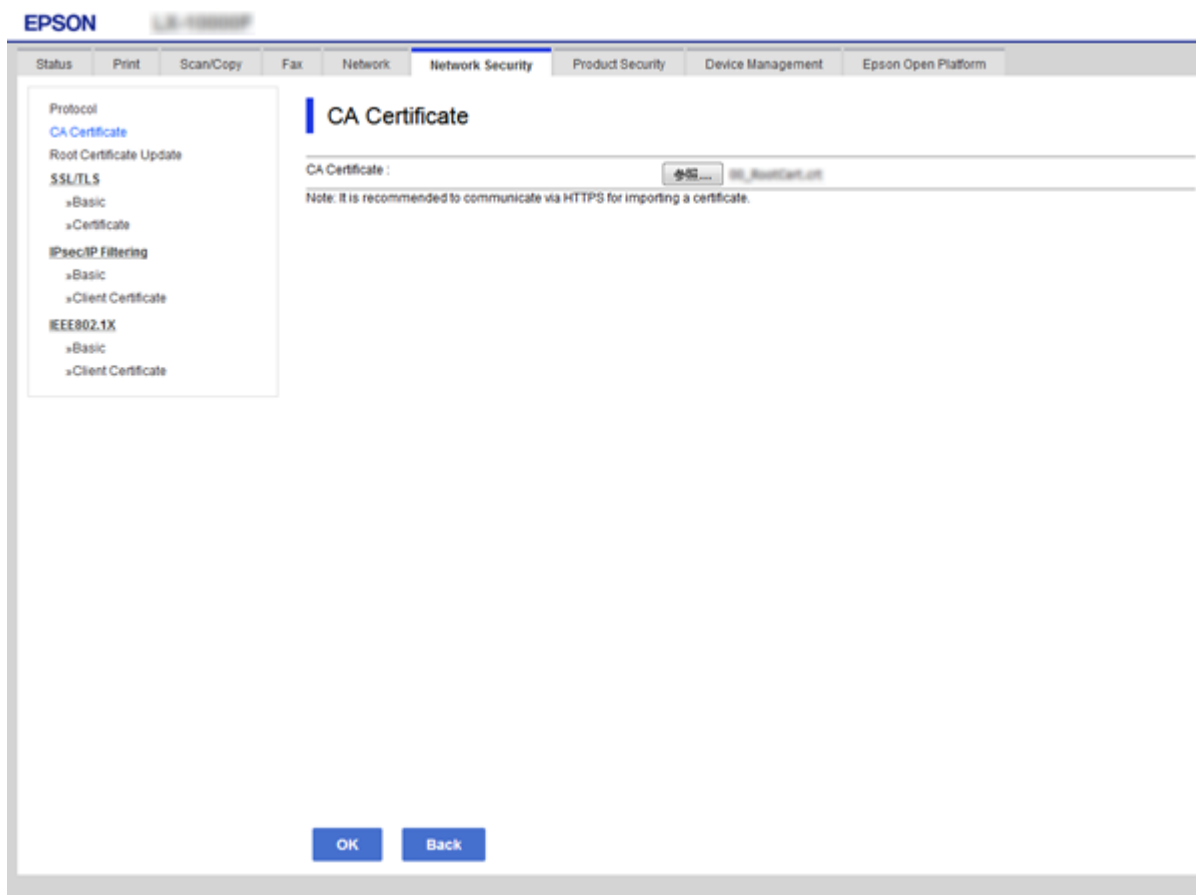 EPSON
Status Print Scan/Copy Fax Network Network Security Product Security Device Management Epson Open Platform
Protocol
CA Certificate
Root Certificate Update
SSL/TLS
»Basic
»Certificate
IPsec/IP Filtering
»Basic
»Client Certificate
IEEE802.1X
»Basic
»Client Certificate
CA Certificate
CA Certificate : 参照...
Note: It is recommended to communicate via HTTPS for importing a certificate.
OK Back